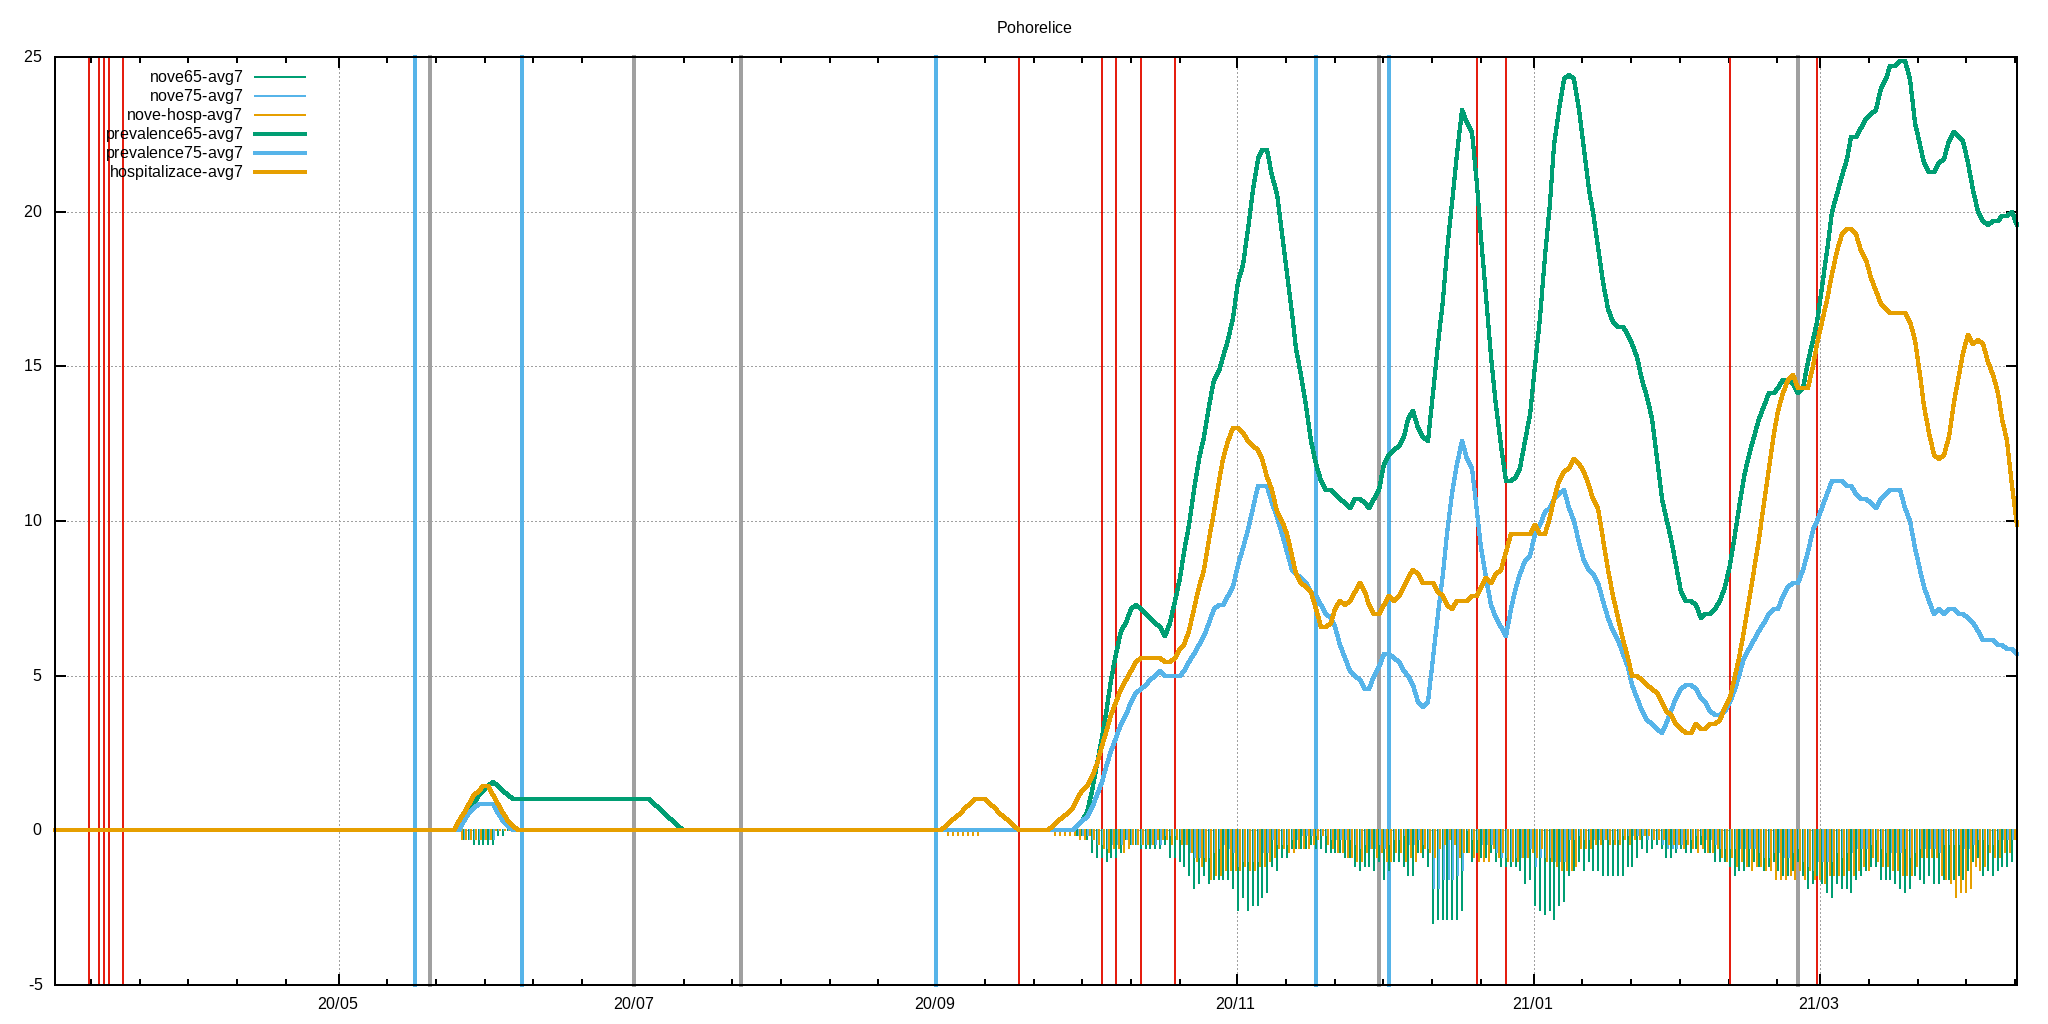 Pohorelice
25
20
15
10
5
0
-5
nove65-avg7
nove75-avg7
nove-hosp-avg7
prevalence65-avg7
prevalence75-avg7
hospitalizace-avg7
20/05 20/07 20/09 20/11 21/01 21/03